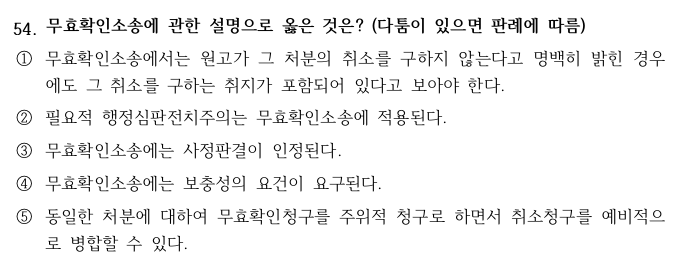 54. 무효확인소송에 관한 설명으로 옳은 것은? (다툼이 있으면 판례에 따름)
① 무효확인소송에서는 원고가 그 처분의 취소를 구하지 않는다고 명백히 밝힌 경우
에도 그 취소를 구하는 취지가 포함되어 있다고 보아야 한다.
② 필요적 행정심판전치주의는 무효확인소송에 적용된다.
③ 무효확인소송에는 사정판결이 인정된다.
④ 무효확인소송에는 보충성의 요건이 요구된다.
⑤ 동일한 처분에 대하여 무효확인청구를 주위적 청구로 하면서 취소청구를 예비적으
로 병합할 수 있다.